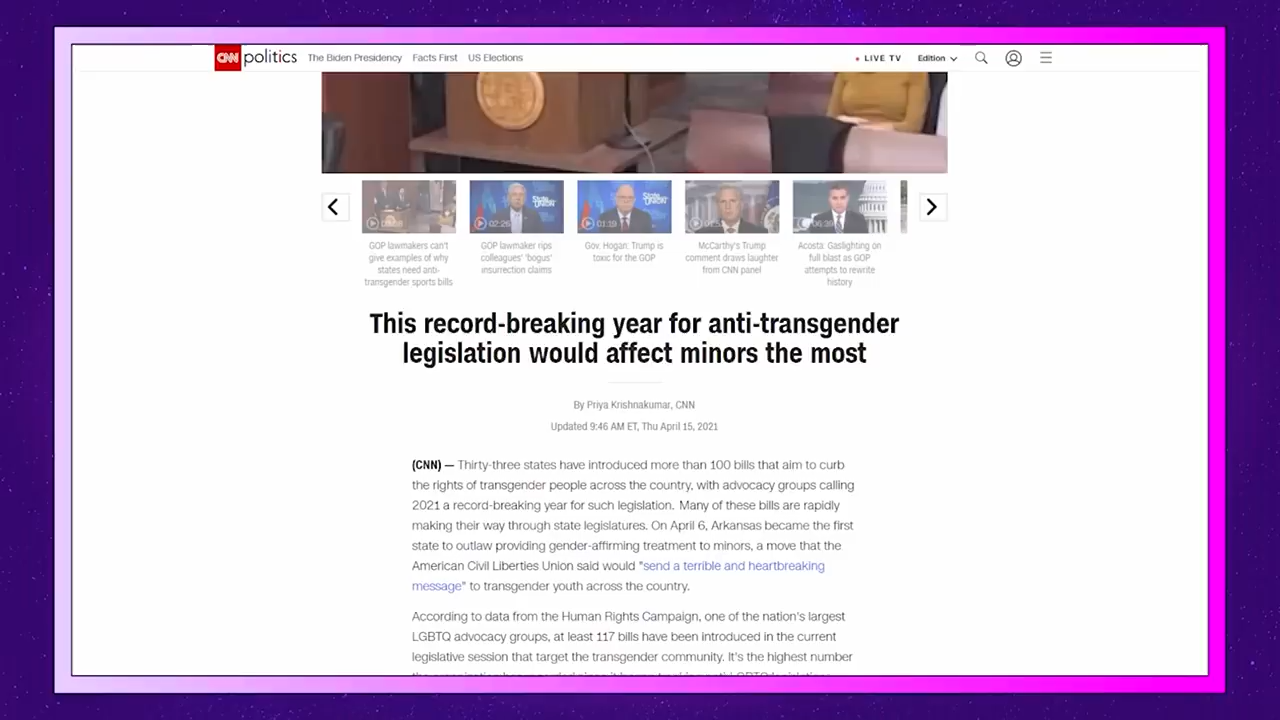 CNN politics The Biden Presidency Facts First US Elections LIVE TV Edition
02:26 01:19
GOP lawmakers can't
give examples of why
states need anti-
transgender sports bills
GOP lawmaker rips
colleagues' 'bogus'
insurrection claims
Gov. Hogan: Trump is
toxic for the GOP
McCarthy's Trump
comment draws laughter
from CNN panel
Acosta: Gaslighting on
full blast as GOP
attempts to rewrite
history
This record-breaking year for anti-transgender
legislation would affect minors the most
By Priya Krishnakumar, CNN
Updated 9:46 AM ET, Thu April 15, 2021
(CNN) — Thirty-three states have introduced more than 100 bills that aim to curb
the rights of transgender people across the country, with advocacy groups calling
2021 a record-breaking year for such legislation. Many of these bills are rapidly
making their way through state legislatures. On April 6, Arkansas became the first
state to outlaw providing gender-affirming treatment to minors, a move that the
American Civil Liberties Union said would "send a terrible and heartbreaking
message" to transgender youth across the country.
According to data from the Human Rights Campaign, one of the nation's largest
LGBTQ advocacy groups, at least 117 bills have been introduced in the current
legislative session that target the transgender community. It's the highest number